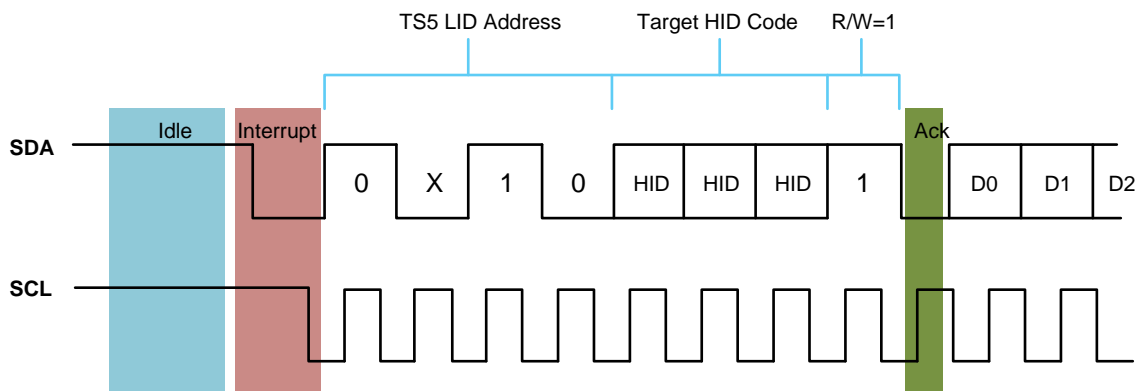 TS5 LID Address Target HID Code R/W=1
Idle Interrupt Ack
SDA
0 X 1 0 HID HID HID 1 D0 D1 D2
SCL